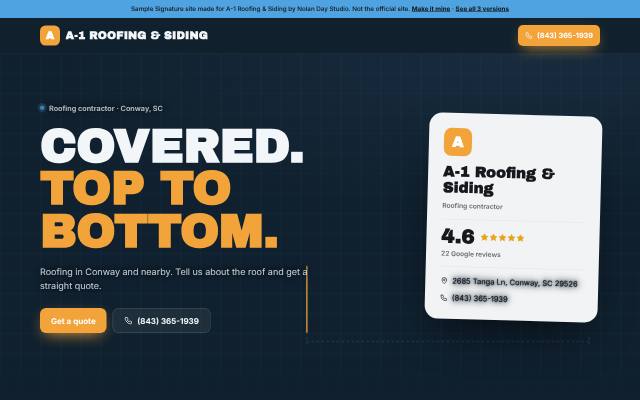 Sample Signature site made for A-1 Roofing & Siding by Nolan Day Studio. Not the official site. Make it mine · See all 3 versions
A A-1 ROOFING & SIDING
(843) 365-1939
Roofing contractor · Conway, SC
COVERED.
TOP TO
BOTTOM.
Roofing in Conway and nearby. Tell us about the roof and get a
straight quote.
Get a quote
(843) 365-1939
A
A-1 Roofing &
Siding
Roofing contractor
4.6
22 Google reviews
2685 Tanga Ln, Conway, SC 29526
(843) 365-1939